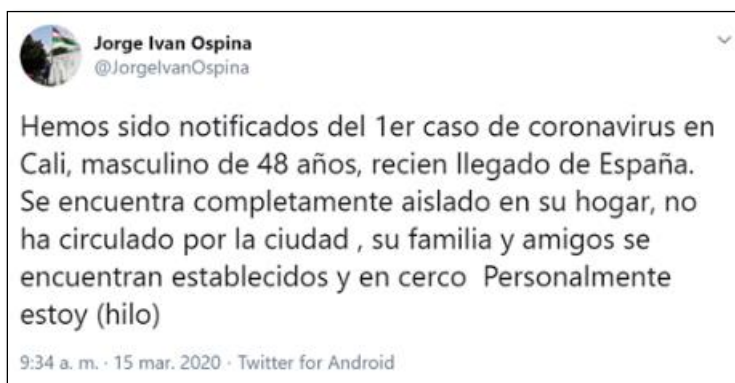 Jorge Ivan Ospina
@JorgeIvanOspina
Hemos sido notificados del 1er caso de coronavirus en
Cali, masculino de 48 años, recien llegado de España.
Se encuentra completamente aislado en su hogar, no
ha circulado por la ciudad , su familia y amigos se
encuentran establecidos y en cerco  Personalmente
estoy (hilo)
9:34 a. m. · 15 mar. 2020 · Twitter for Android